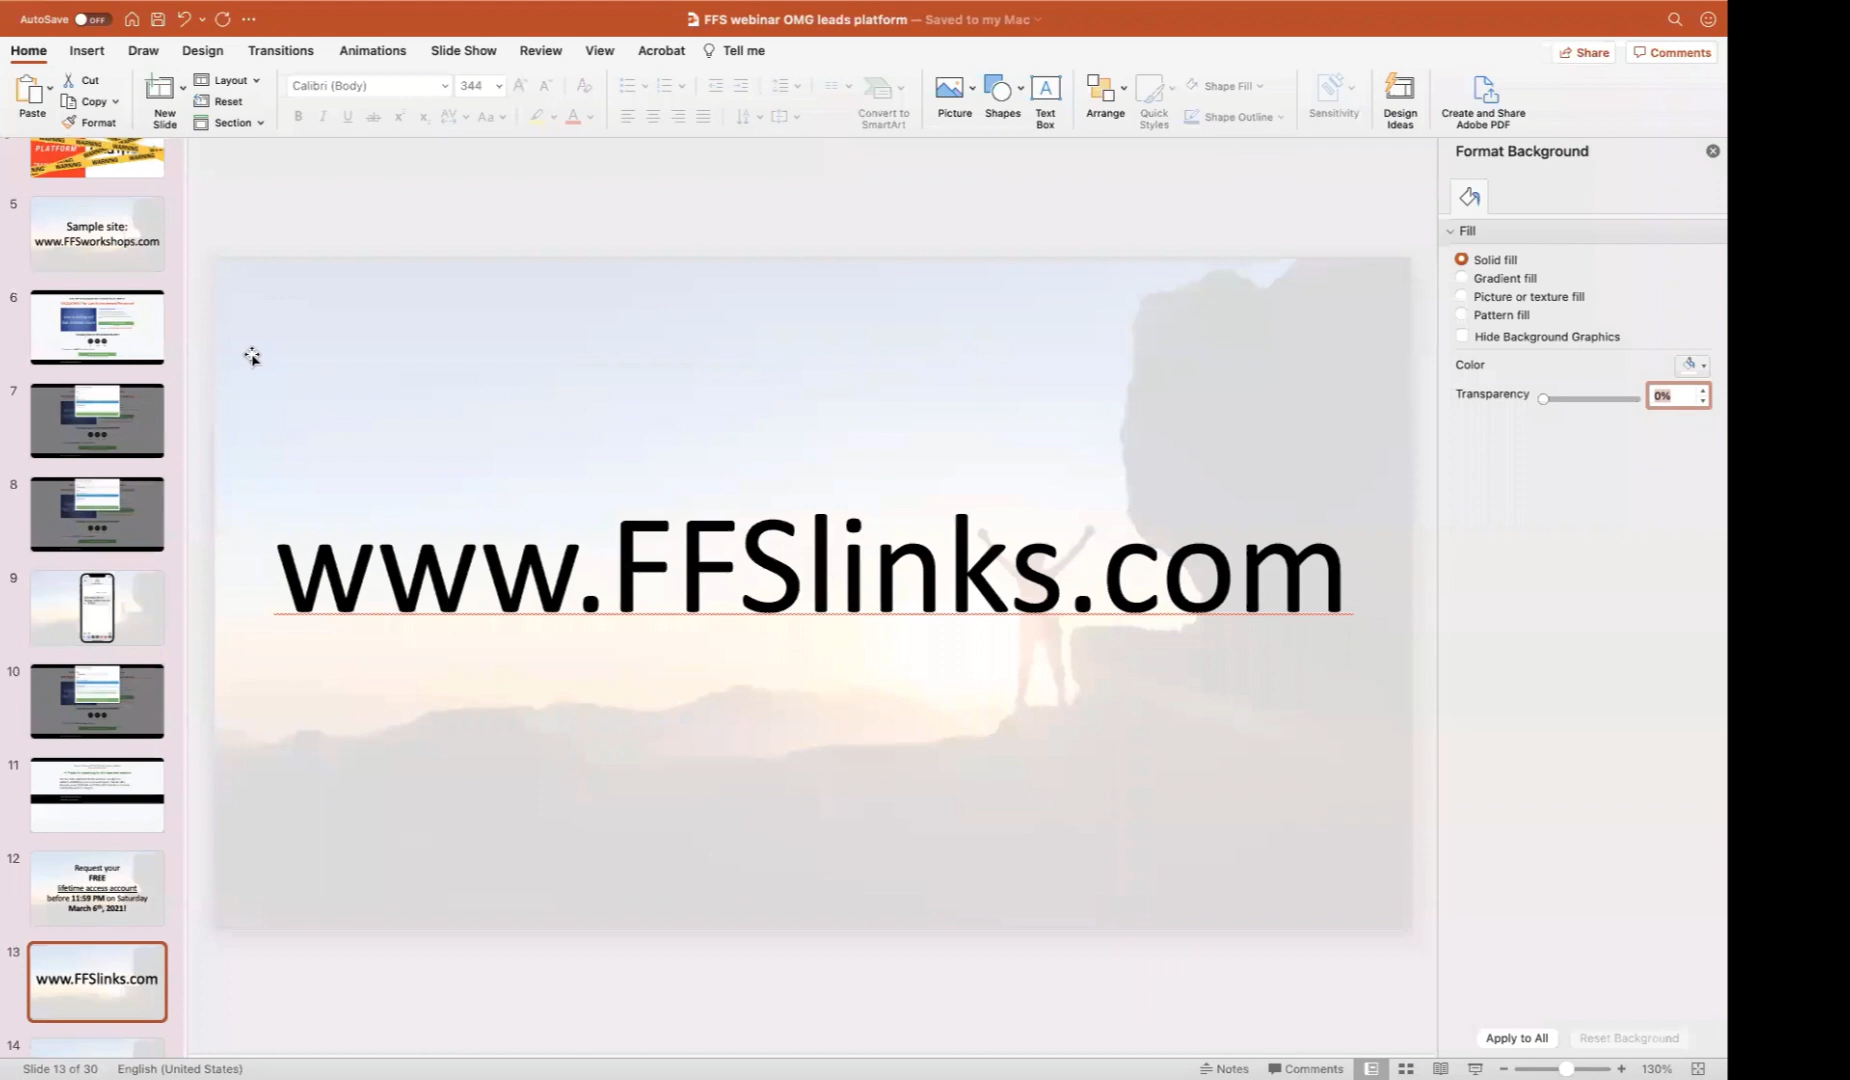 AutoSave OFF
FFS webinar OMG leads platform — Saved to my Mac
Home Insert Draw Design Transitions Animations Slide Show Review View Acrobat Tell me
Share Comments
Paste
Cut
Copy
Format
New
Slide
Layout
Reset
Section
Calibri (Body) 344
Convert to
SmartArt
Picture
Shapes
Text
Box
Arrange
Quick
Styles
Shape Fill
Shape Outline
Sensitivity
Design
Ideas
Create and Share
Adobe PDF
PLATFORM
WARNING WARNING
WARNING WARNING
5
Sample site:
www.FFSworkshops.com
6
7
8
9
10
11
12
Request your
FREE
lifetime access account
before 11:59 PM on Saturday
March 6th, 2021!
13
www.FFSlinks.com
14
www.FFSlinks.com
Format Background
Fill
Solid fill
Gradient fill
Picture or texture fill
Pattern fill
Hide Background Graphics
Color
Transparency 0%
Apply to All Reset Background
Slide 13 of 30 English (United States)
Notes Comments 130%